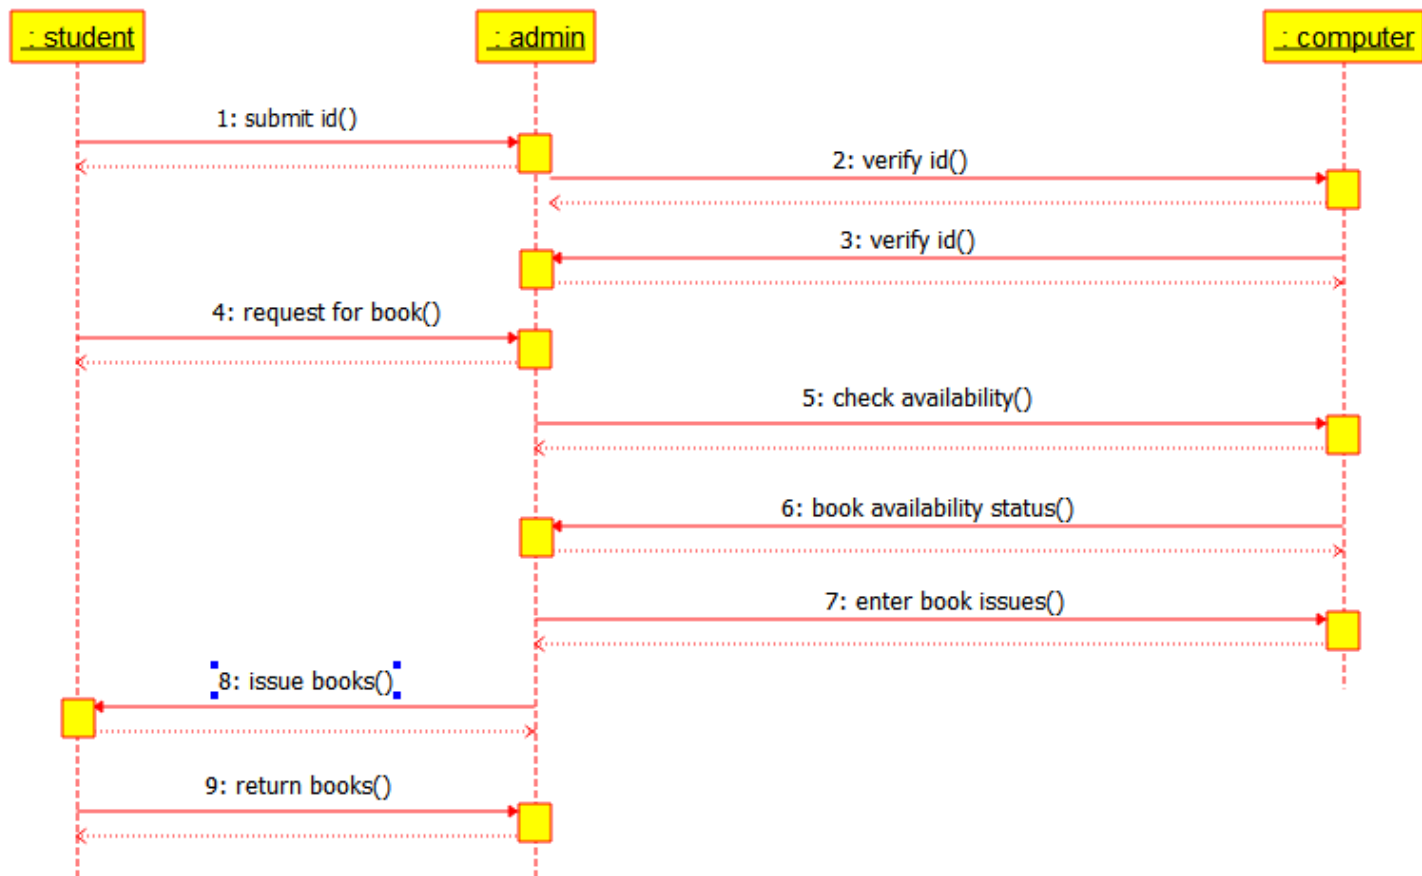 : student
: admin
: computer
1: submit id()
2: verify id()
3: verify id()
4: request for book()
5: check availability()
6: book availability status()
7: enter book issues()
8: issue books()
9: return books()